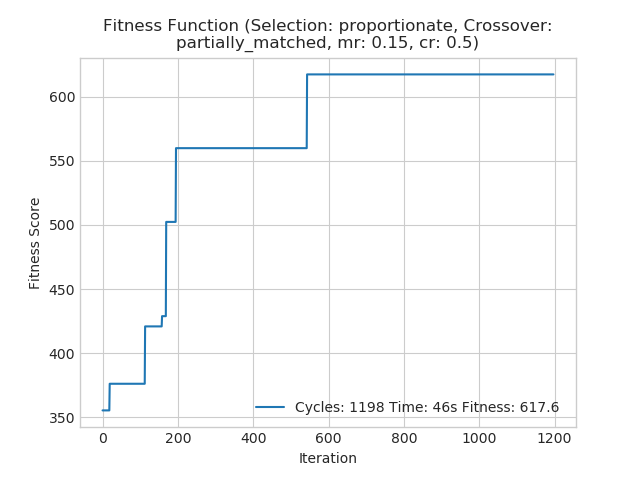 Fitness Function (Selection: proportionate, Crossover:
partially_matched, mr: 0.15, cr: 0.5)
600
550
500
450
400
350
Fitness Score
Cycles: 1198 Time: 46s Fitness: 617.6
0 200 400 600 800 1000 1200
Iteration